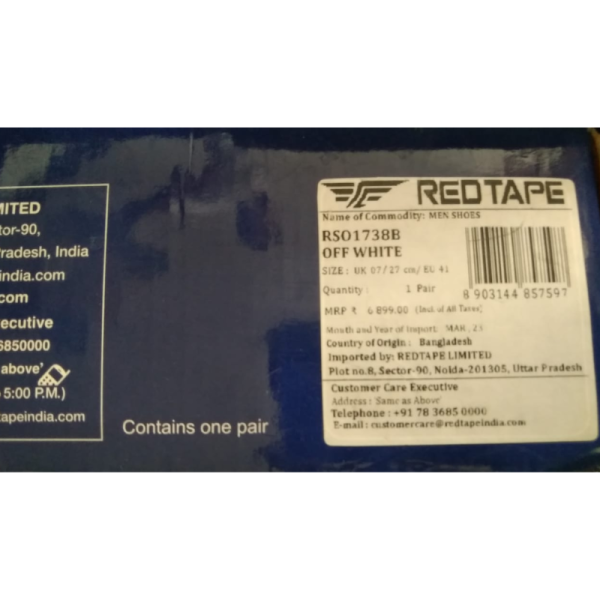 MITED
tor-90,
Pradesh, India
india.com
.com
xecutive
6850000
above'
o 5:00 P.M.)
tapeindia.com
Contains one pair
REDTAPE
Name of Commodity: MEN SHOES
RSO1738B
OFF WHITE
SIZE : UK 07/27 cm/ EU 41
Quantity : 1 Pair
8 903144 857597
MRP ₹ 6 899.00 (Incl. of All Taxes)
Month and Year of Import. MAR , 23
Country of Origin : Bangladesh
Imported by: REDTAPE LIMITED
Plot no.8, Sector-90, Noida-201305, Uttar Pradesh
Customer Care Executive
Address : 'Same as Above'
Telephone : +91 78 3685 0000
E-mail : customercare@redtapeindia.com